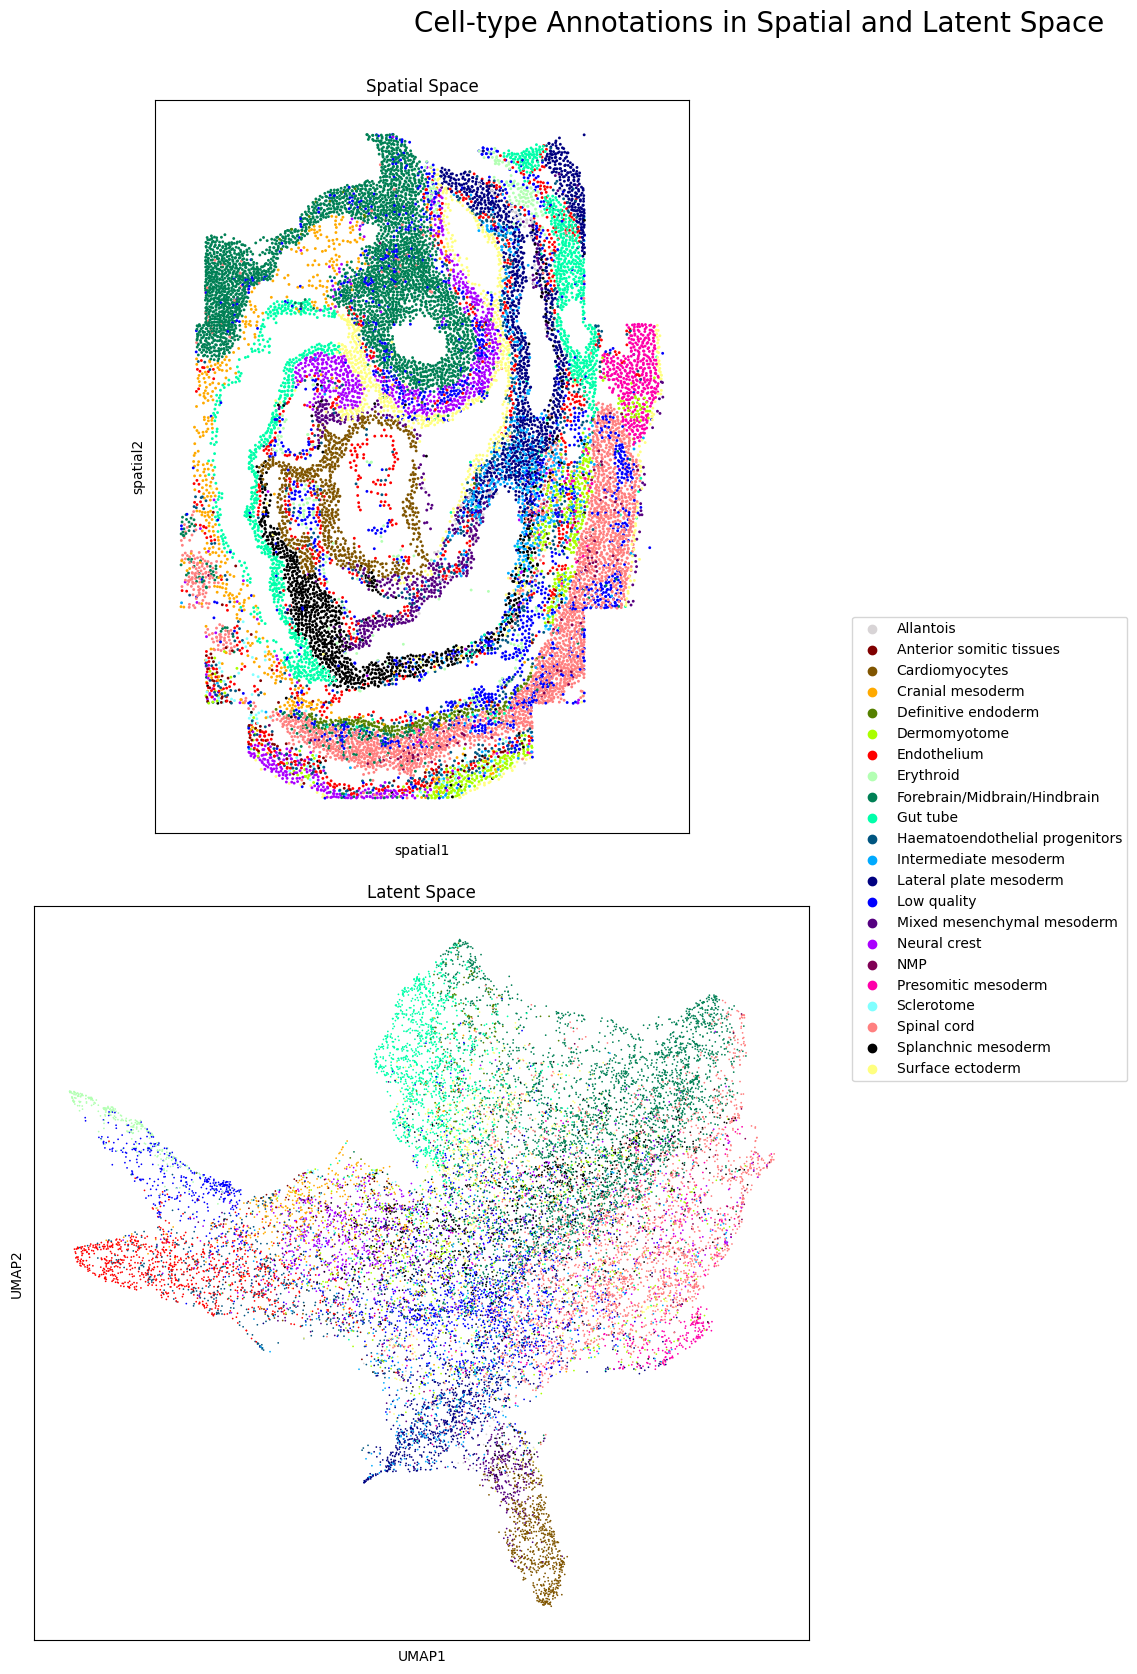 Cell-type Annotations in Spatial and Latent Space
Spatial Space
spatial2
spatial1
Allantois
Anterior somitic tissues
Cardiomyocytes
Cranial mesoderm
Definitive endoderm
Dermomyotome
Endothelium
Erythroid
Forebrain/Midbrain/Hindbrain
Gut tube
Haematoendothelial progenitors
Intermediate mesoderm
Lateral plate mesoderm
Low quality
Mixed mesenchymal mesoderm
Neural crest
NMP
Presomitic mesoderm
Sclerotome
Spinal cord
Splanchnic mesoderm
Surface ectoderm
Latent Space
UMAP2
UMAP1